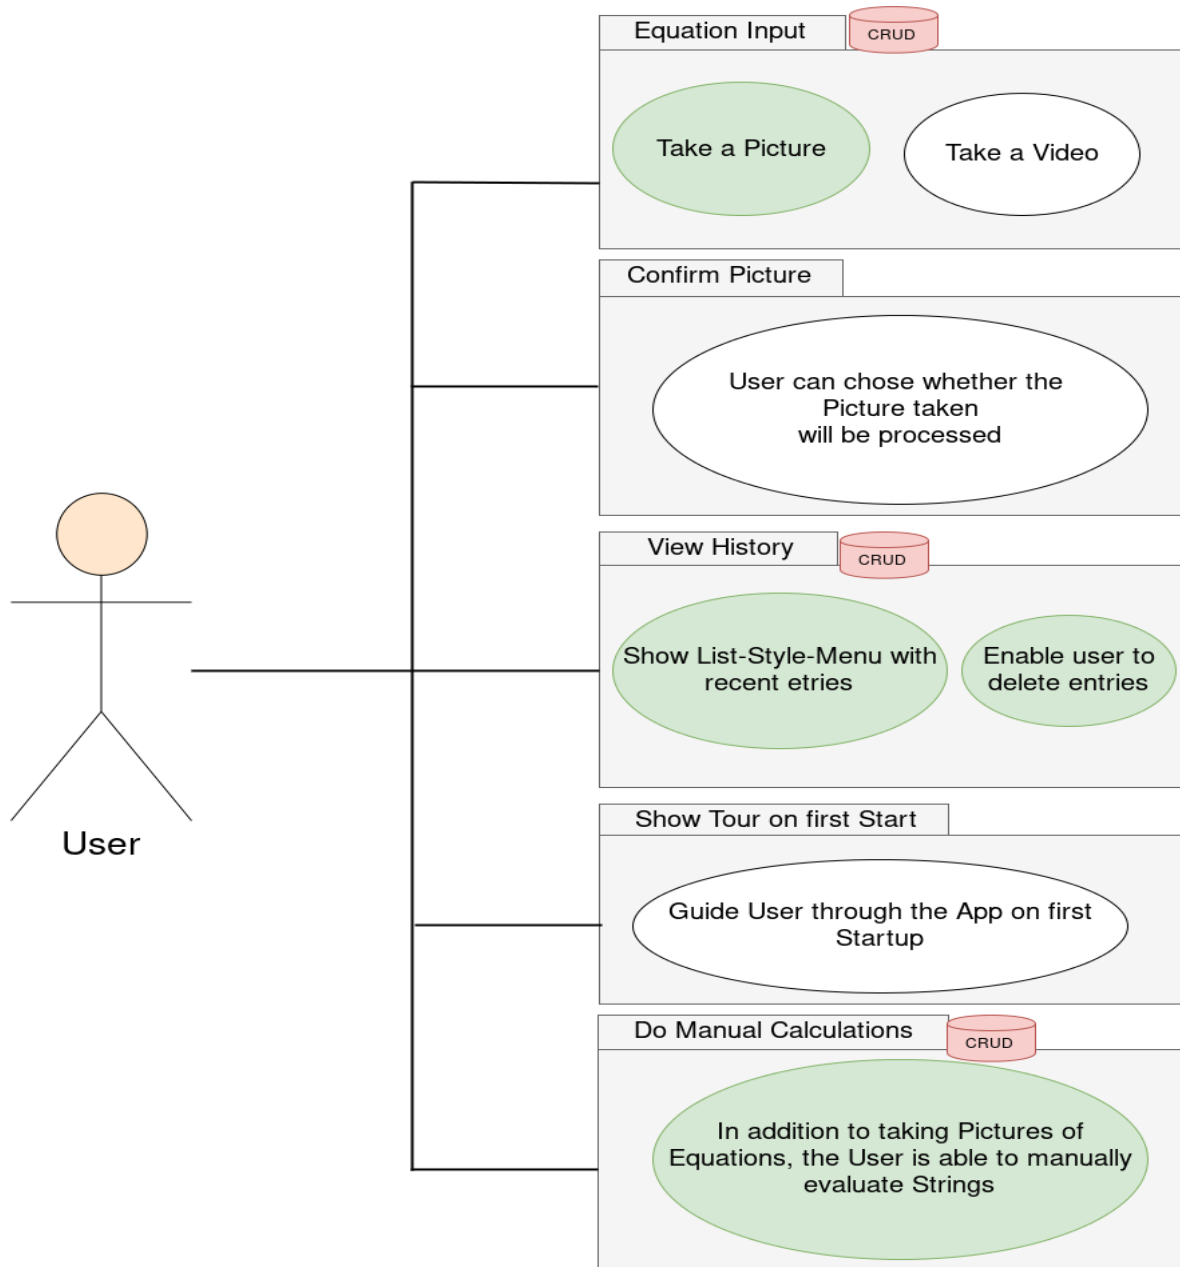 Equation Input
CRUD
Take a Picture
Take a Video
Confirm Picture
User can chose whether the
Picture taken
will be processed
View History
CRUD
Show List-Style-Menu with
recent etries
Enable user to
delete entries
User
Show Tour on first Start
Guide User through the App on first
Startup
Do Manual Calculations
CRUD
In addition to taking Pictures of
Equations, the User is able to manually
evaluate Strings